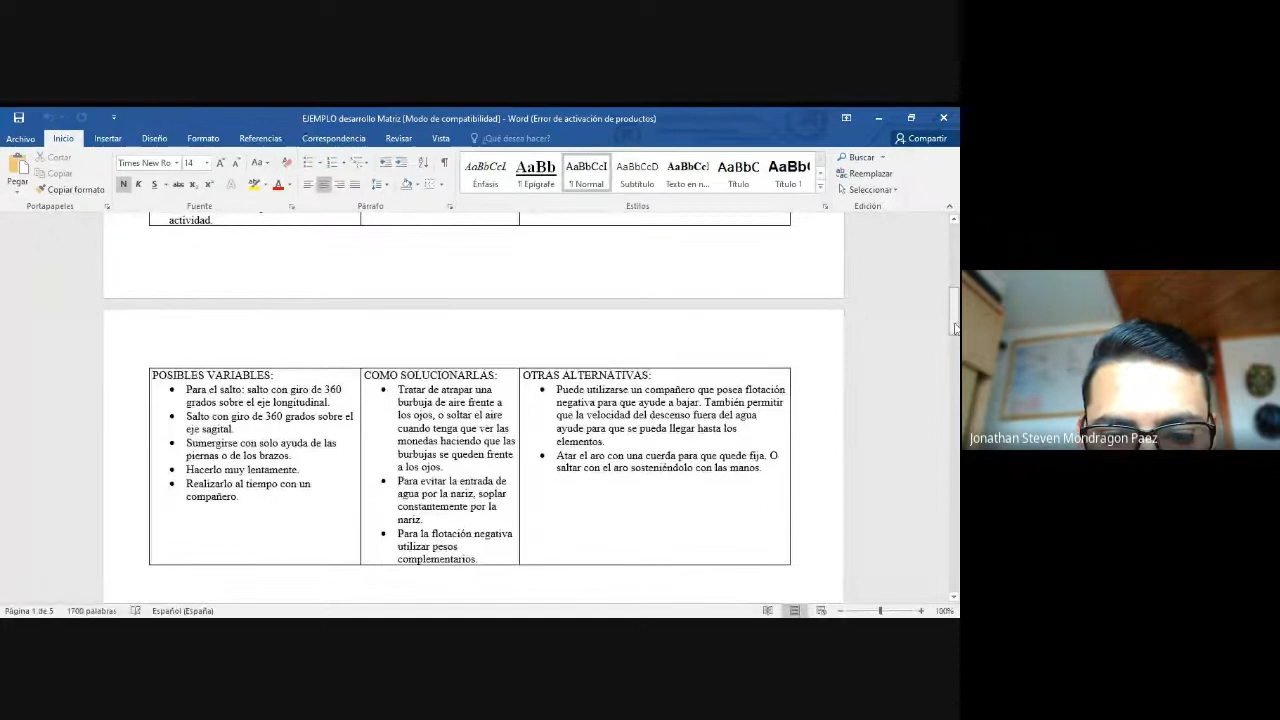 EJEMPLO desarrollo Matriz [Modo de compatibilidad] - Word (Error de activación de productos)
Archivo Inicio Insertar Diseño Formato Referencias Correspondencia Revisar Vista ¿Qué desea hacer? Compartir
Pegar
Cortar
Copiar
Copiar formato
Portapapeles
Times New Ro 14
Aa
N K S abc x₂ x²
Fuente
Párrafo
AaBbCcL AaBb AaBbCcI AaBbCcD AaBbCcl AaBbC AaBb(
Énfasis ¶ Epígrafe ¶ Normal Subtítulo Texto en n... Título Título 1
Estilos
Buscar
Reemplazar
Seleccionar
Edición
actividad.
POSIBLES VARIABLES:
Para el salto: salto con giro de 360
grados sobre el eje longitudinal.
Salto con giro de 360 grados sobre el
eje sagital.
Sumergirse con solo ayuda de las
piernas o de los brazos.
Hacerlo muy lentamente.
Realizarlo al tiempo con un
compañero.
COMO SOLUCIONARLAS:
Tratar de atrapar una
burbuja de aire frente a
los ojos, o soltar el aire
cuando tenga que ver las
monedas haciendo que las
burbujas se queden frente
a los ojos.
Para evitar la entrada de
agua por la nariz, soplar
constantemente por la
nariz.
Para la flotación negativa
utilizar pesos
complementarios.
OTRAS ALTERNATIVAS:
Puede utilizarse un compañero que posea flotación
negativa para que ayude a bajar. También permitir
que la velocidad del descenso fuera del agua
ayude para que se pueda llegar hasta los
elementos.
Atar el aro con una cuerda para que quede fija. O
saltar con el aro sosteniéndolo con las manos.
Página 1 de 5 1700 palabras Español (España) 100%
Jonathan Steven Mondragon Paez